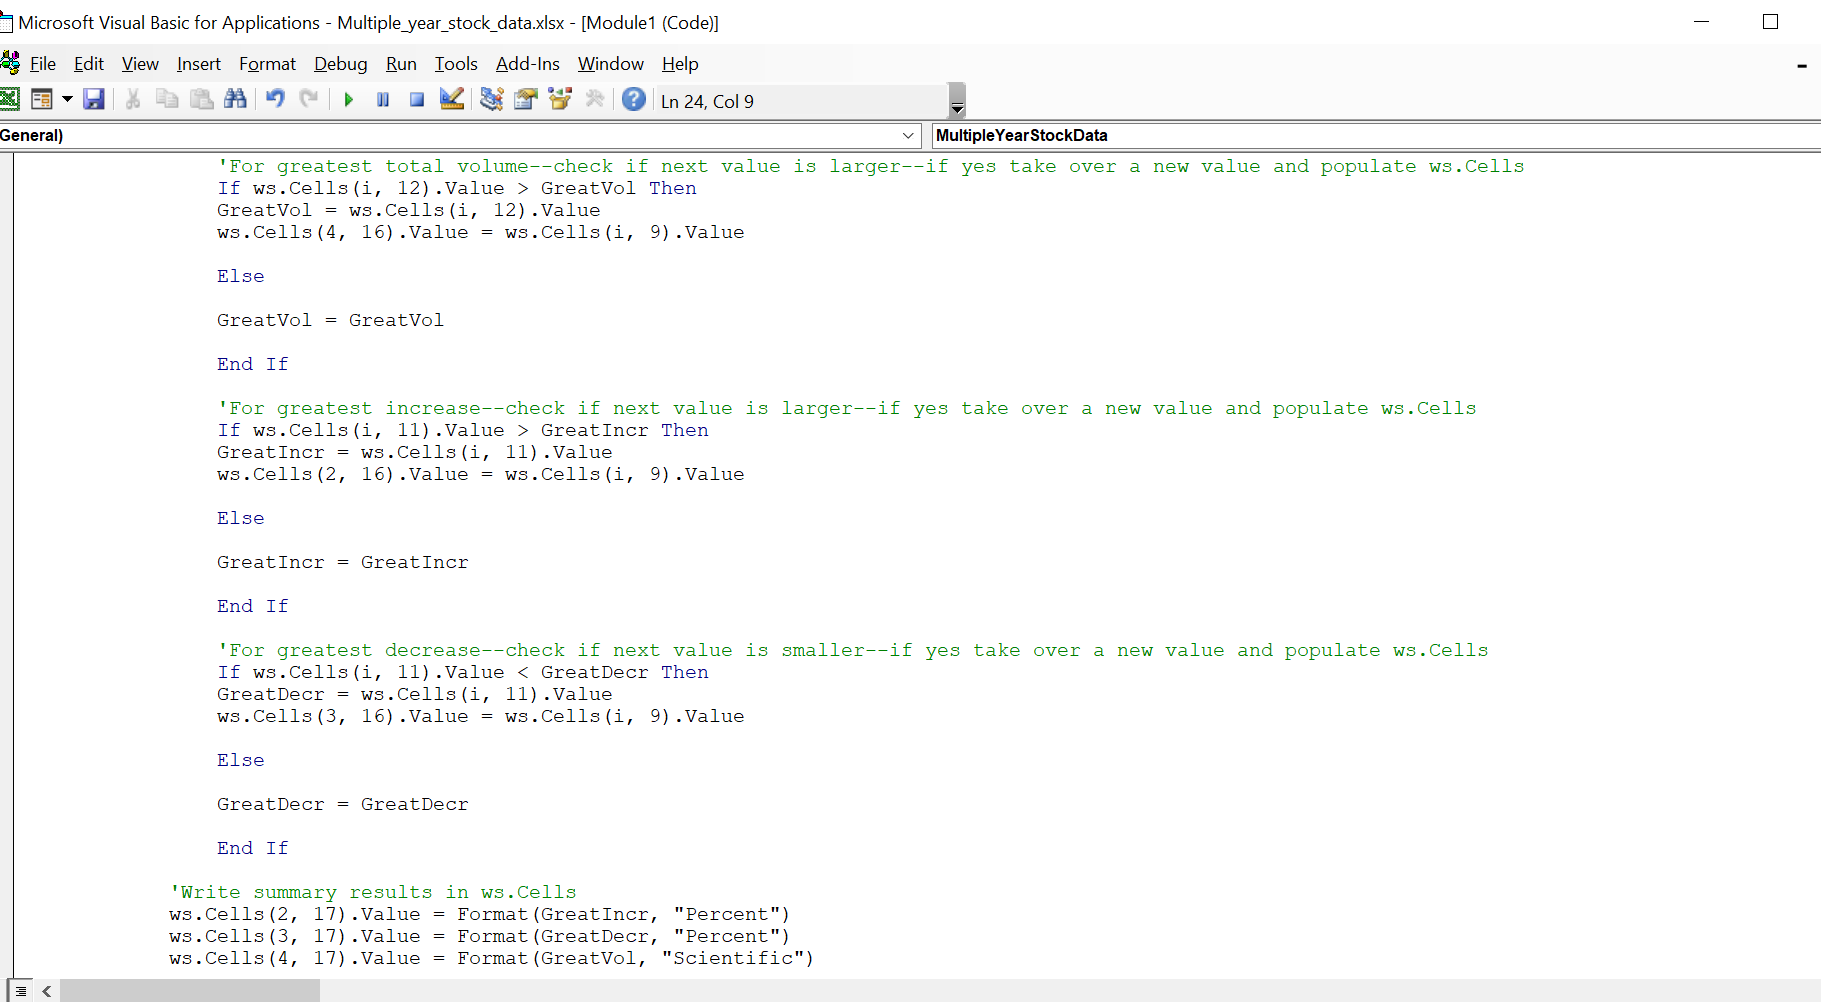 Microsoft Visual Basic for Applications - Multiple_year_stock_data.xlsx - [Module1 (Code)]
File Edit View Insert Format Debug Run Tools Add-Ins Window Help
Ln 24, Col 9
General) MultipleYearStockData
'For greatest total volume--check if next value is larger--if yes take over a new value and populate ws.Cells
If ws.Cells(i, 12).Value > GreatVol Then
GreatVol = ws.Cells(i, 12).Value
ws.Cells(4, 16).Value = ws.Cells(i, 9).Value
Else
GreatVol = GreatVol
End If
'For greatest increase--check if next value is larger--if yes take over a new value and populate ws.Cells
If ws.Cells(i, 11).Value > GreatIncr Then
GreatIncr = ws.Cells(i, 11).Value
ws.Cells(2, 16).Value = ws.Cells(i, 9).Value
Else
GreatIncr = GreatIncr
End If
'For greatest decrease--check if next value is smaller--if yes take over a new value and populate ws.Cells
If ws.Cells(i, 11).Value < GreatDecr Then
GreatDecr = ws.Cells(i, 11).Value
ws.Cells(3, 16).Value = ws.Cells(i, 9).Value
Else
GreatDecr = GreatDecr
End If
'Write summary results in ws.Cells
ws.Cells(2, 17).Value = Format(GreatIncr, "Percent")
ws.Cells(3, 17).Value = Format(GreatDecr, "Percent")
ws.Cells(4, 17).Value = Format(GreatVol, "Scientific")